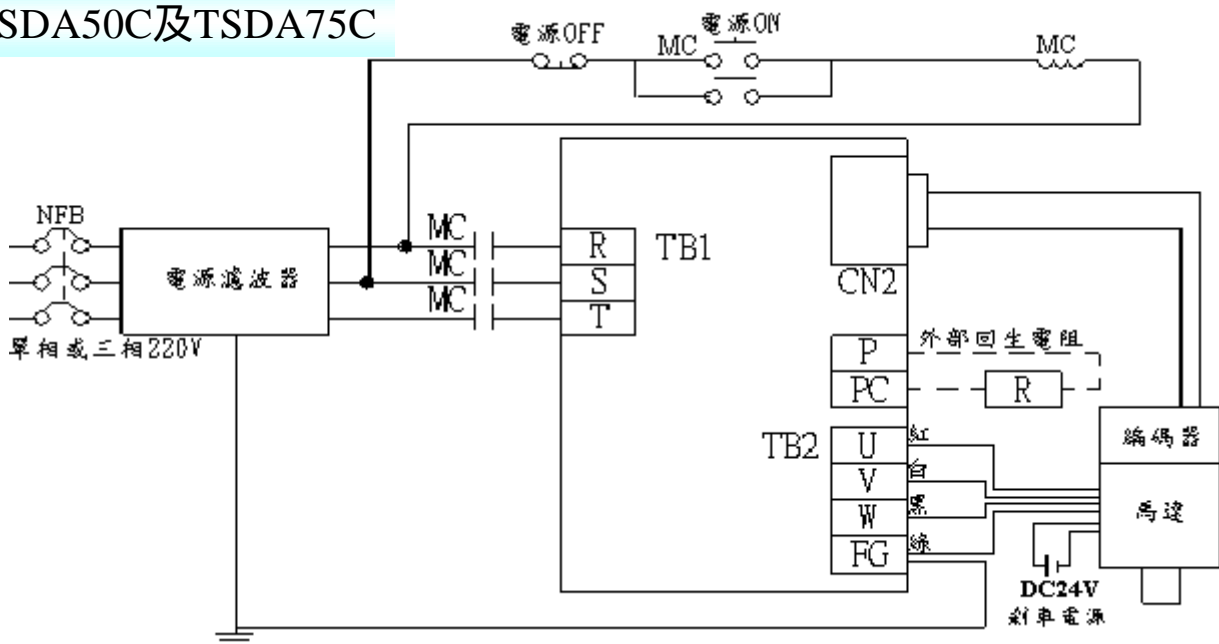 SDA50C及TSDA75C
電源OFF
電源ON
MC
MC
NFB
電源濾波器
單相或三相220V
MC
MC
MC
R
S
T
TB1
CN2
P
PC
外部回生電阻
R
TB2
U
V
W
FG
紅
白
黑
綠
編碼器
馬達
DC24V
剎車電源